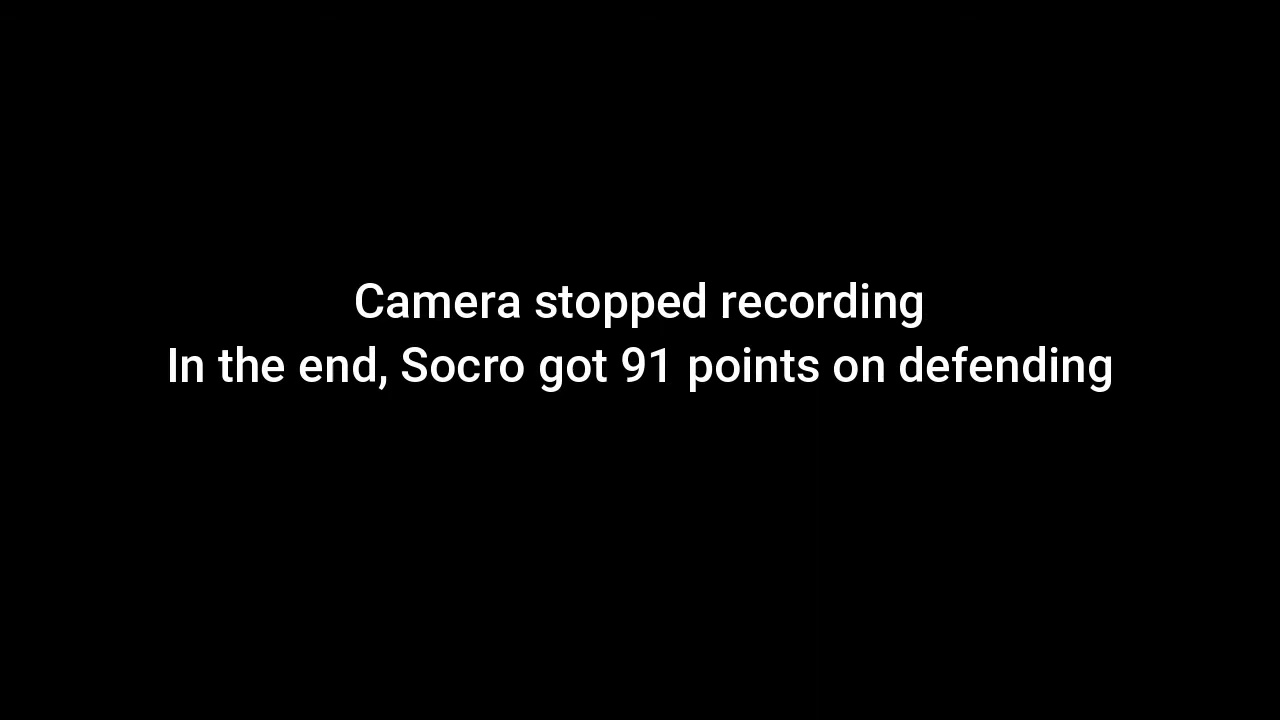 Camera stopped recording
In the end, Socro got 91 points on defending